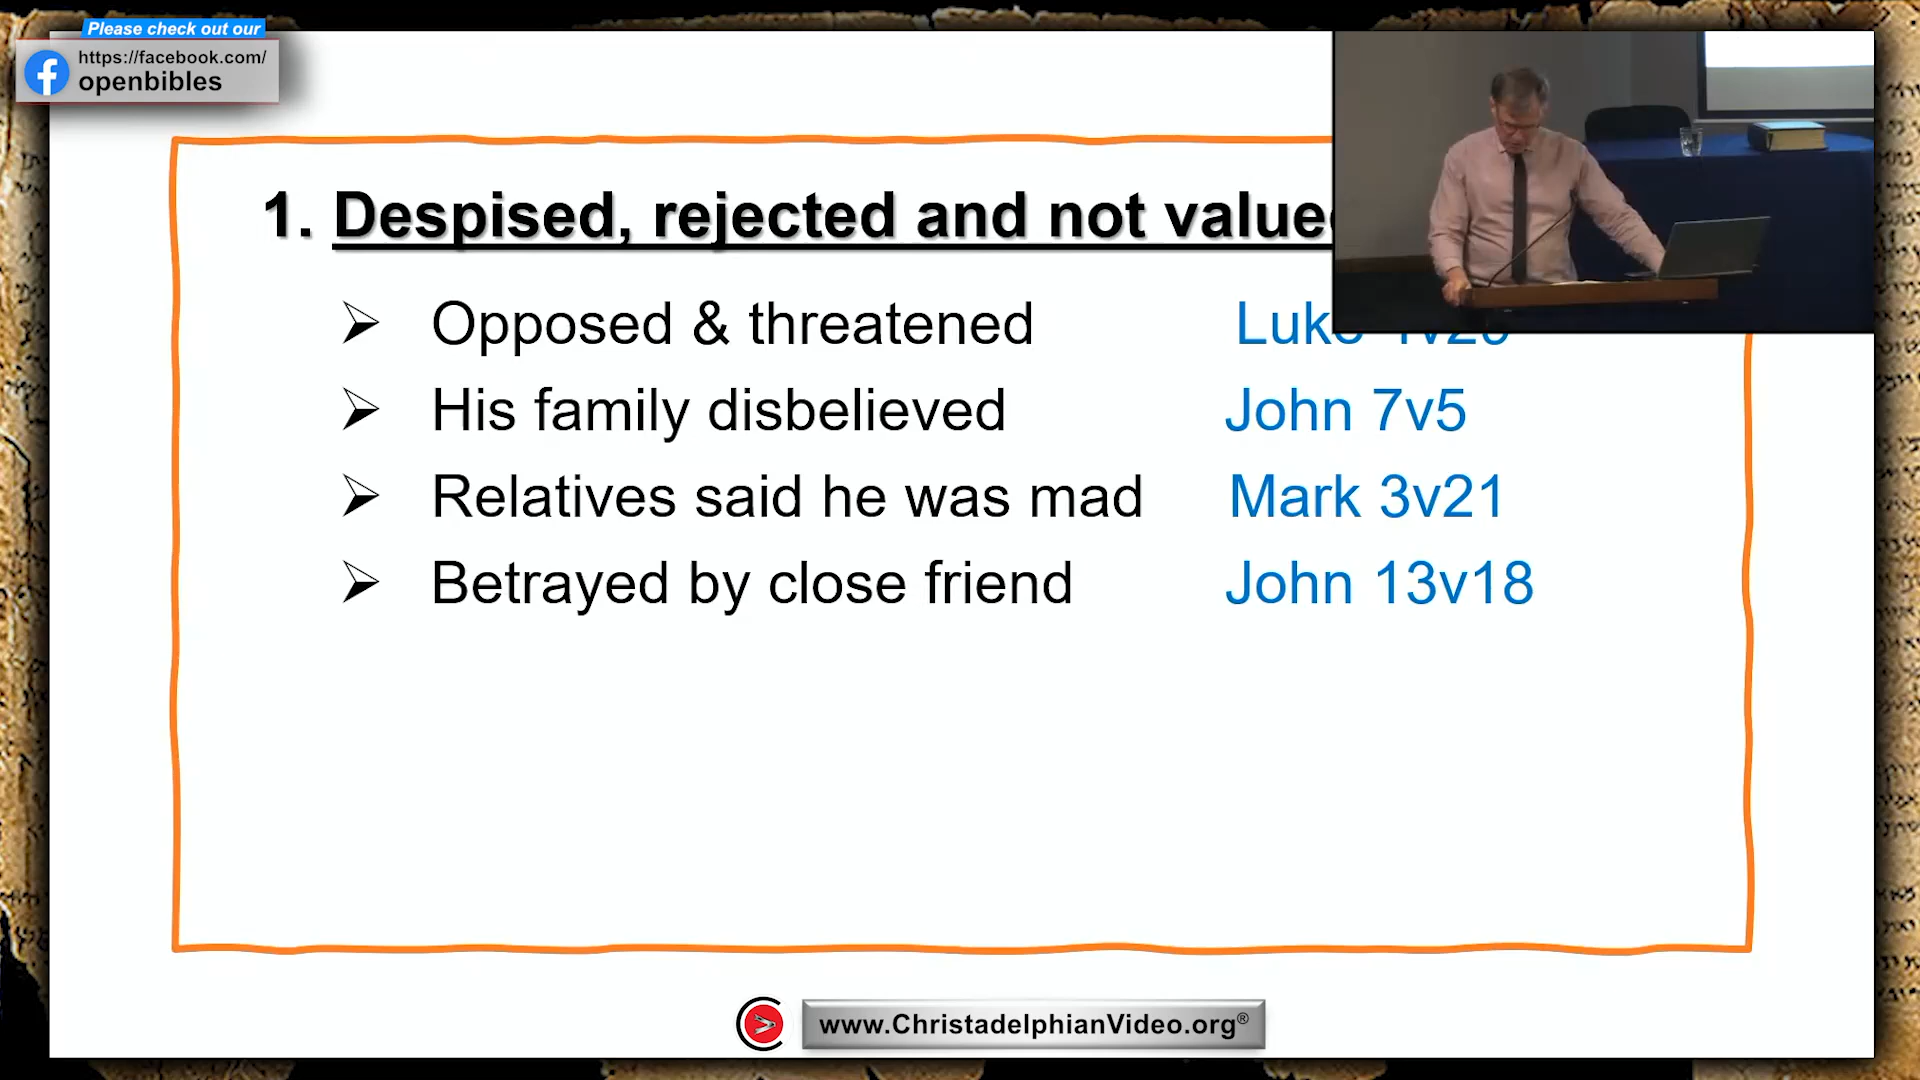 Please check out our
https://facebook.com/
openbibles
1. Despised, rejected and not value
➢ Opposed & threatened Luke
➢ His family disbelieved John 7v5
➢ Relatives said he was mad Mark 3v21
➢ Betrayed by close friend John 13v18
www.ChristadelphianVideo.org®